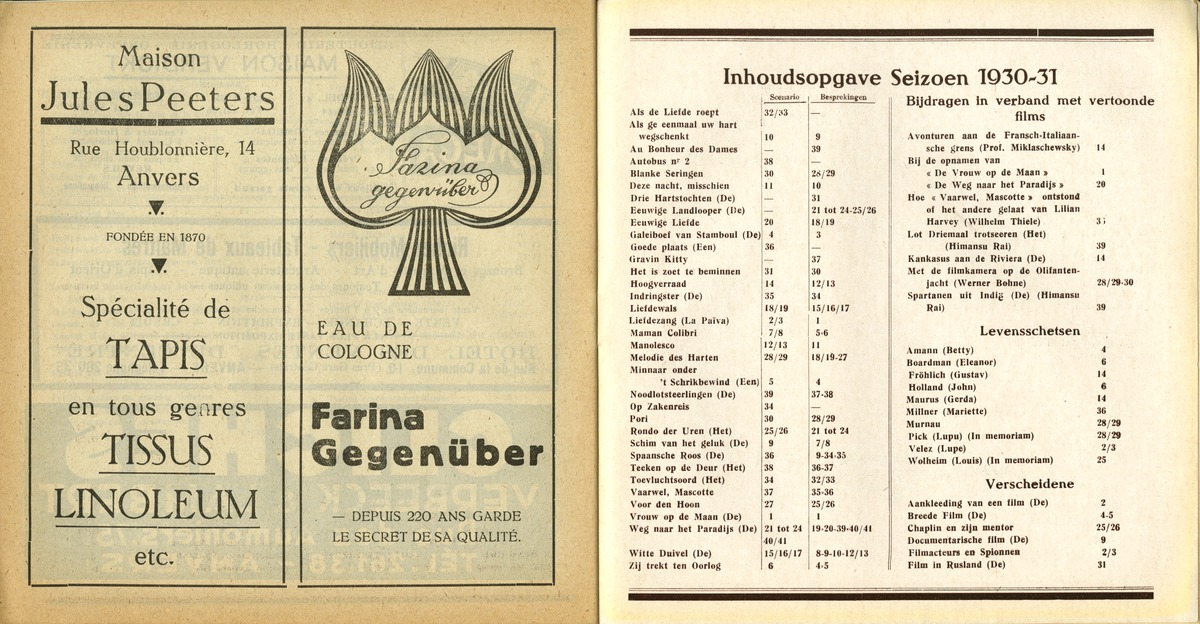 Maison
Jules Peeters
Rue Houblonnière, 14
Anvers
FONDÉE EN 1870
Spécialité de
TAPIS
en tous genres
TISSUS
LINOLEUM
etc.
Farina
gegenüber
EAU DE
COLOGNE
Farina
Gegenüber
— DEPUIS 220 ANS GARDE
LE SECRET DE SA QUALITÉ.
Inhoudsopgave Seizoen 1930-31
Scenario Besprekingen
Als de Liefde roept 32/33 —
Als ge eenmaal uw hart
wegschenkt 10 9
Au Bonheur des Dames — 39
Autobus nr 2 38 —
Blanke Seringen 30 28/29
Deze nacht, misschien 11 10
Drie Hartstochten (De) — 31
Eeuwige Landlooper (De) — 21 tot 24-25/26
Eeuwige Liefde 20 18/19
Galeiboef van Stamboul (De) 4 3
Goede plaats (Een) 36 —
Gravin Kitty — 37
Het is zoet te beminnen 31 30
Hoogverraad 14 12/13
Indringster (De) 35 34
Liefdewals 18/19 15/16/17
Liefdezang (La Païva) 2/3 1
Maman Colibri 7/8 5-6
Manolesco 12/13 11
Melodie des Harten 28/29 18/19-27
Minnaar onder
't Schrikbewind (Een) 5 4
Noodlotsteerlingen (De) 39 37-38
Op Zakenreis 34 —
Pori 30 28/29
Rondo der Uren (Het) 25/26 21 tot 24
Schim van het geluk (De) 9 7/8
Spaansche Roos (De) 36 9-34-35
Teeken op de Deur (Het) 38 36-37
Toevluchtsoord (Het) 34 32/33
Vaarwel, Mascotte 37 35-36
Voor den Hoon 27 25/26
Vrouw op de Maan (De) 1 1
Weg naar het Paradijs (De) 21 tot 24 19-20-39-40/41
40/41
Witte Duivel (De) 15/16/17 8-9-10-12/13
Zij trekt ten Oorlog 6 4-5
Bijdragen in verband met vertoonde
films
Avonturen aan de Fransch-Italiaan-
sche grens (Prof. Miklaschewsky) 14
Bij de opnamen van
« De Vrouw op de Maan » 1
« De Weg naar het Paradijs » 20
Hoe « Vaarwel, Mascotte » ontstond
of het andere gelaat van Lilian
Harvey (Wilhelm Thiele)
Lot Driemaal trotseeren (Het)
(Himansu Rai) 39
Kankasus aan de Riviera (De) 14
Met de filmkamera op de Olifanten-
jacht (Werner Bohne) 28/29-30
Spartanen uit Indië (De) (Himansu
Rai) 39
Levensschetsen
Amann (Betty) 4
Boardman (Eleanor) 6
Fröhlich (Gustav) 14
Holland (John) 6
Maurus (Gerda) 14
Millner (Mariette) 36
Murnau 28/29
Pick (Lupu) (In memoriam) 28/29
Velez (Lupe) 2/3
Wolheim (Louis) (In memoriam) 25
Verscheidene
Aankleeding van een film (De) 2
Breede Film (De) 4-5
Chaplin en zijn mentor 25/26
Documentarische film (De) 9
Filmacteurs en Spionnen 2/3
Film in Rusland (De) 31